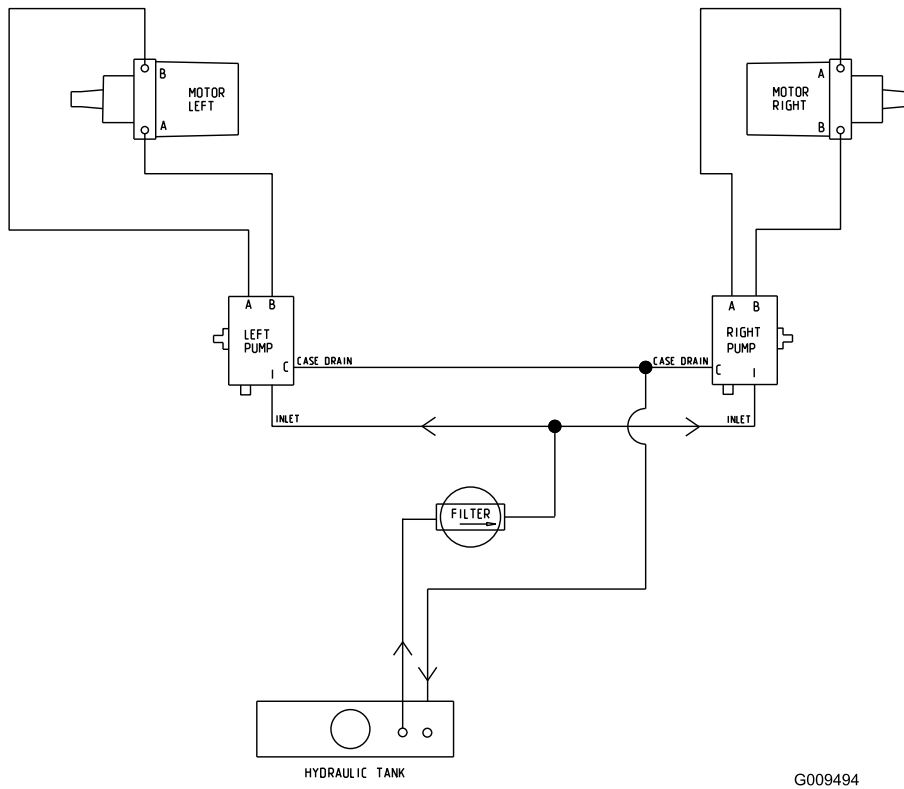 B
MOTOR
LEFT
A
A
MOTOR
RIGHT
B
A B
LEFT
PUMP
C
I
CASE DRAIN
INLET
CASE DRAIN
A B
RIGHT
PUMP
C
I
INLET
FILTER
HYDRAULIC TANK
G009494